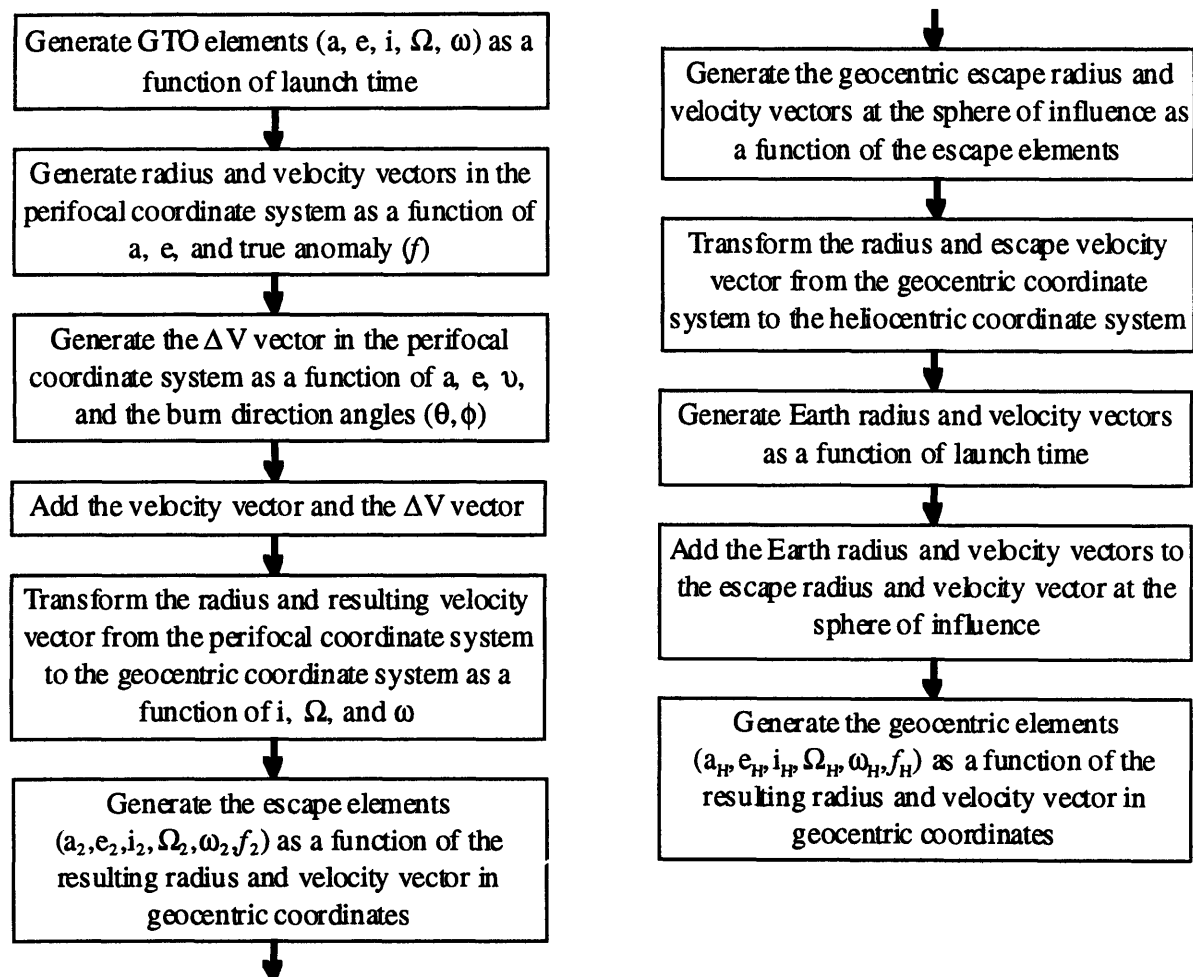 Generate GTO elements (a, e, i, Ω, ω) as a
function of launch time
Generate radius and velocity vectors in the
perifocal coordinate system as a function of
a, e, and true anomaly (f)
Generate the ΔV vector in the perifocal
coordinate system as a function of a, e, υ,
and the burn direction angles (θ,ϕ)
Add the velocity vector and the ΔV vector
Transform the radius and resulting velocity
vector from the perifocal coordinate system
to the geocentric coordinate system as a
function of i, Ω, and ω
Generate the escape elements
(a₂,e₂,i₂,Ω₂,ω₂,f₂) as a function of the
resulting radius and velocity vector in
geocentric coordinates
Generate the geocentric escape radius and
velocity vectors at the sphere of influence as
a function of the escape elements
Transform the radius and escape velocity
vector from the geocentric coordinate
system to the heliocentric coordinate system
Generate Earth radius and velocity vectors
as a function of launch time
Add the Earth radius and velocity vectors to
the escape radius and velocity vector at the
sphere of influence
Generate the geocentric elements
(a_H,e_H,i_H,Ω_H,ω_H,f_H) as a function of the
resulting radius and velocity vector in
geocentric coordinates